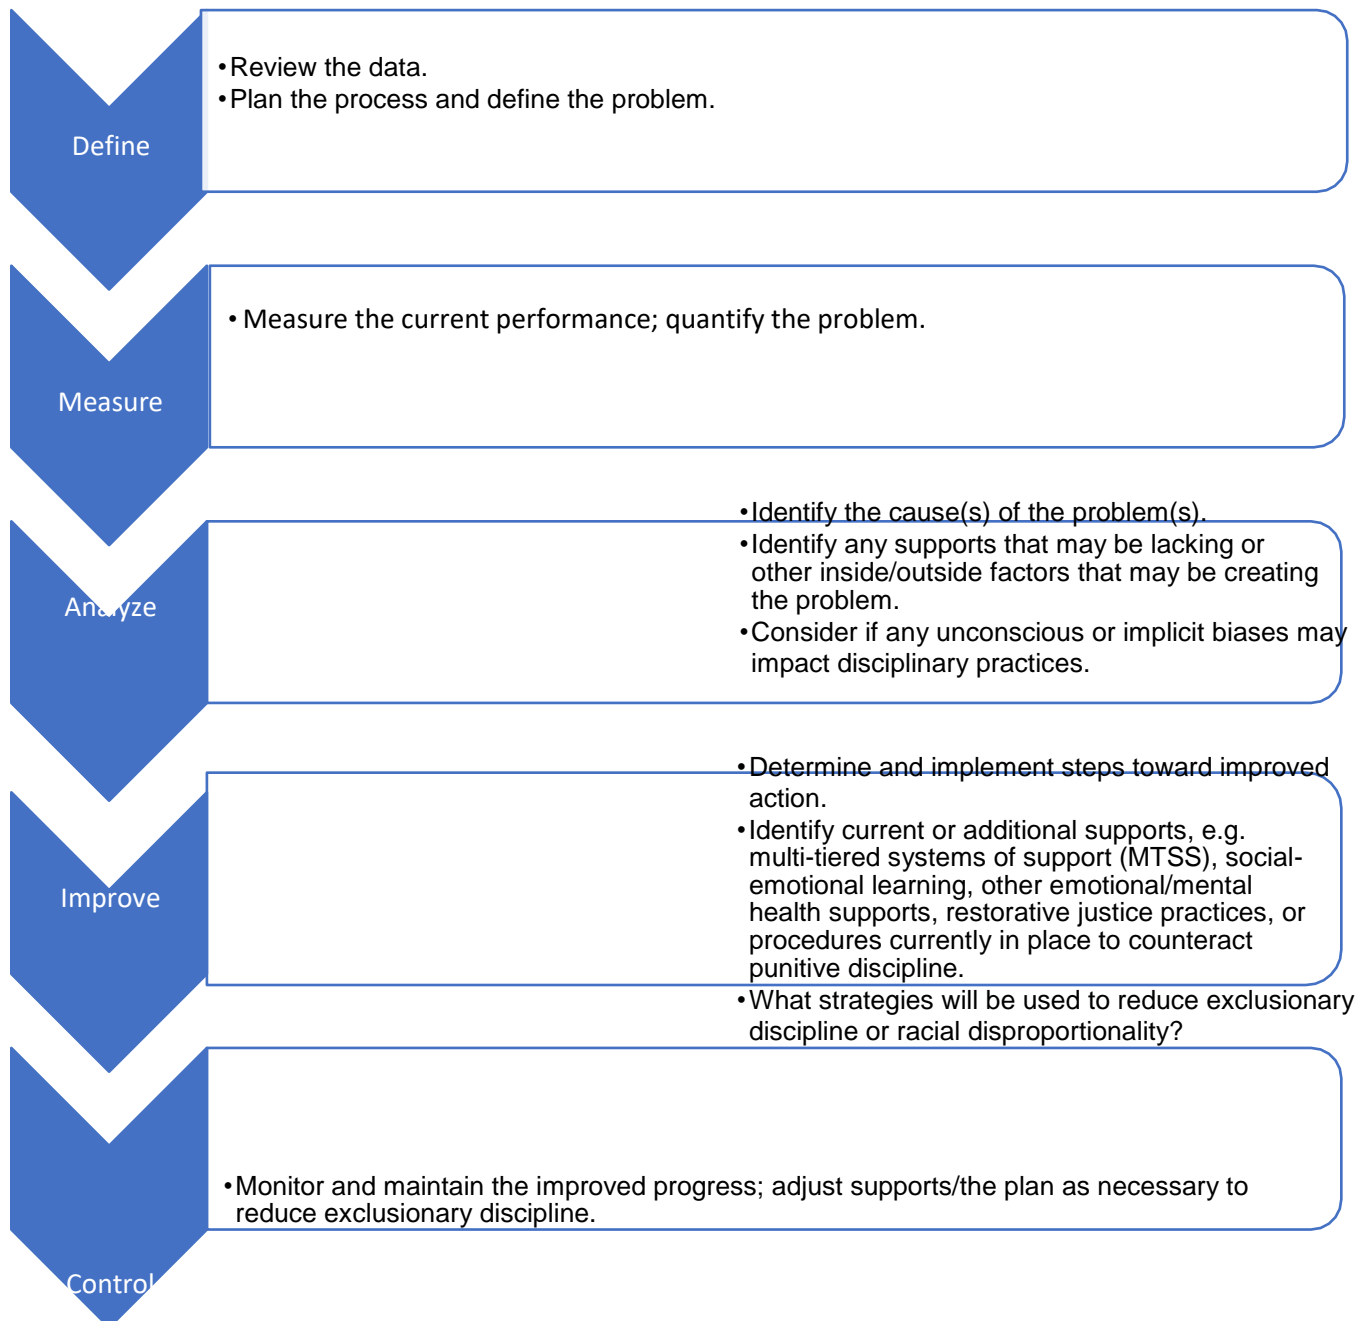 Define
•Review the data.
•Plan the process and define the problem.
Measure
• Measure the current performance; quantify the problem.
Analyze
•Identify the cause(s) of the problem(s).
•Identify any supports that may be lacking or
other inside/outside factors that may be creating
the problem.
•Consider if any unconscious or implicit biases may
impact disciplinary practices.
Improve
•Determine and implement steps toward improved
action.
•Identify current or additional supports, e.g.
multi-tiered systems of support (MTSS), social-
emotional learning, other emotional/mental
health supports, restorative justice practices, or
procedures currently in place to counteract
punitive discipline.
•What strategies will be used to reduce exclusionary
discipline or racial disproportionality?
Control
•Monitor and maintain the improved progress; adjust supports/the plan as necessary to
reduce exclusionary discipline.